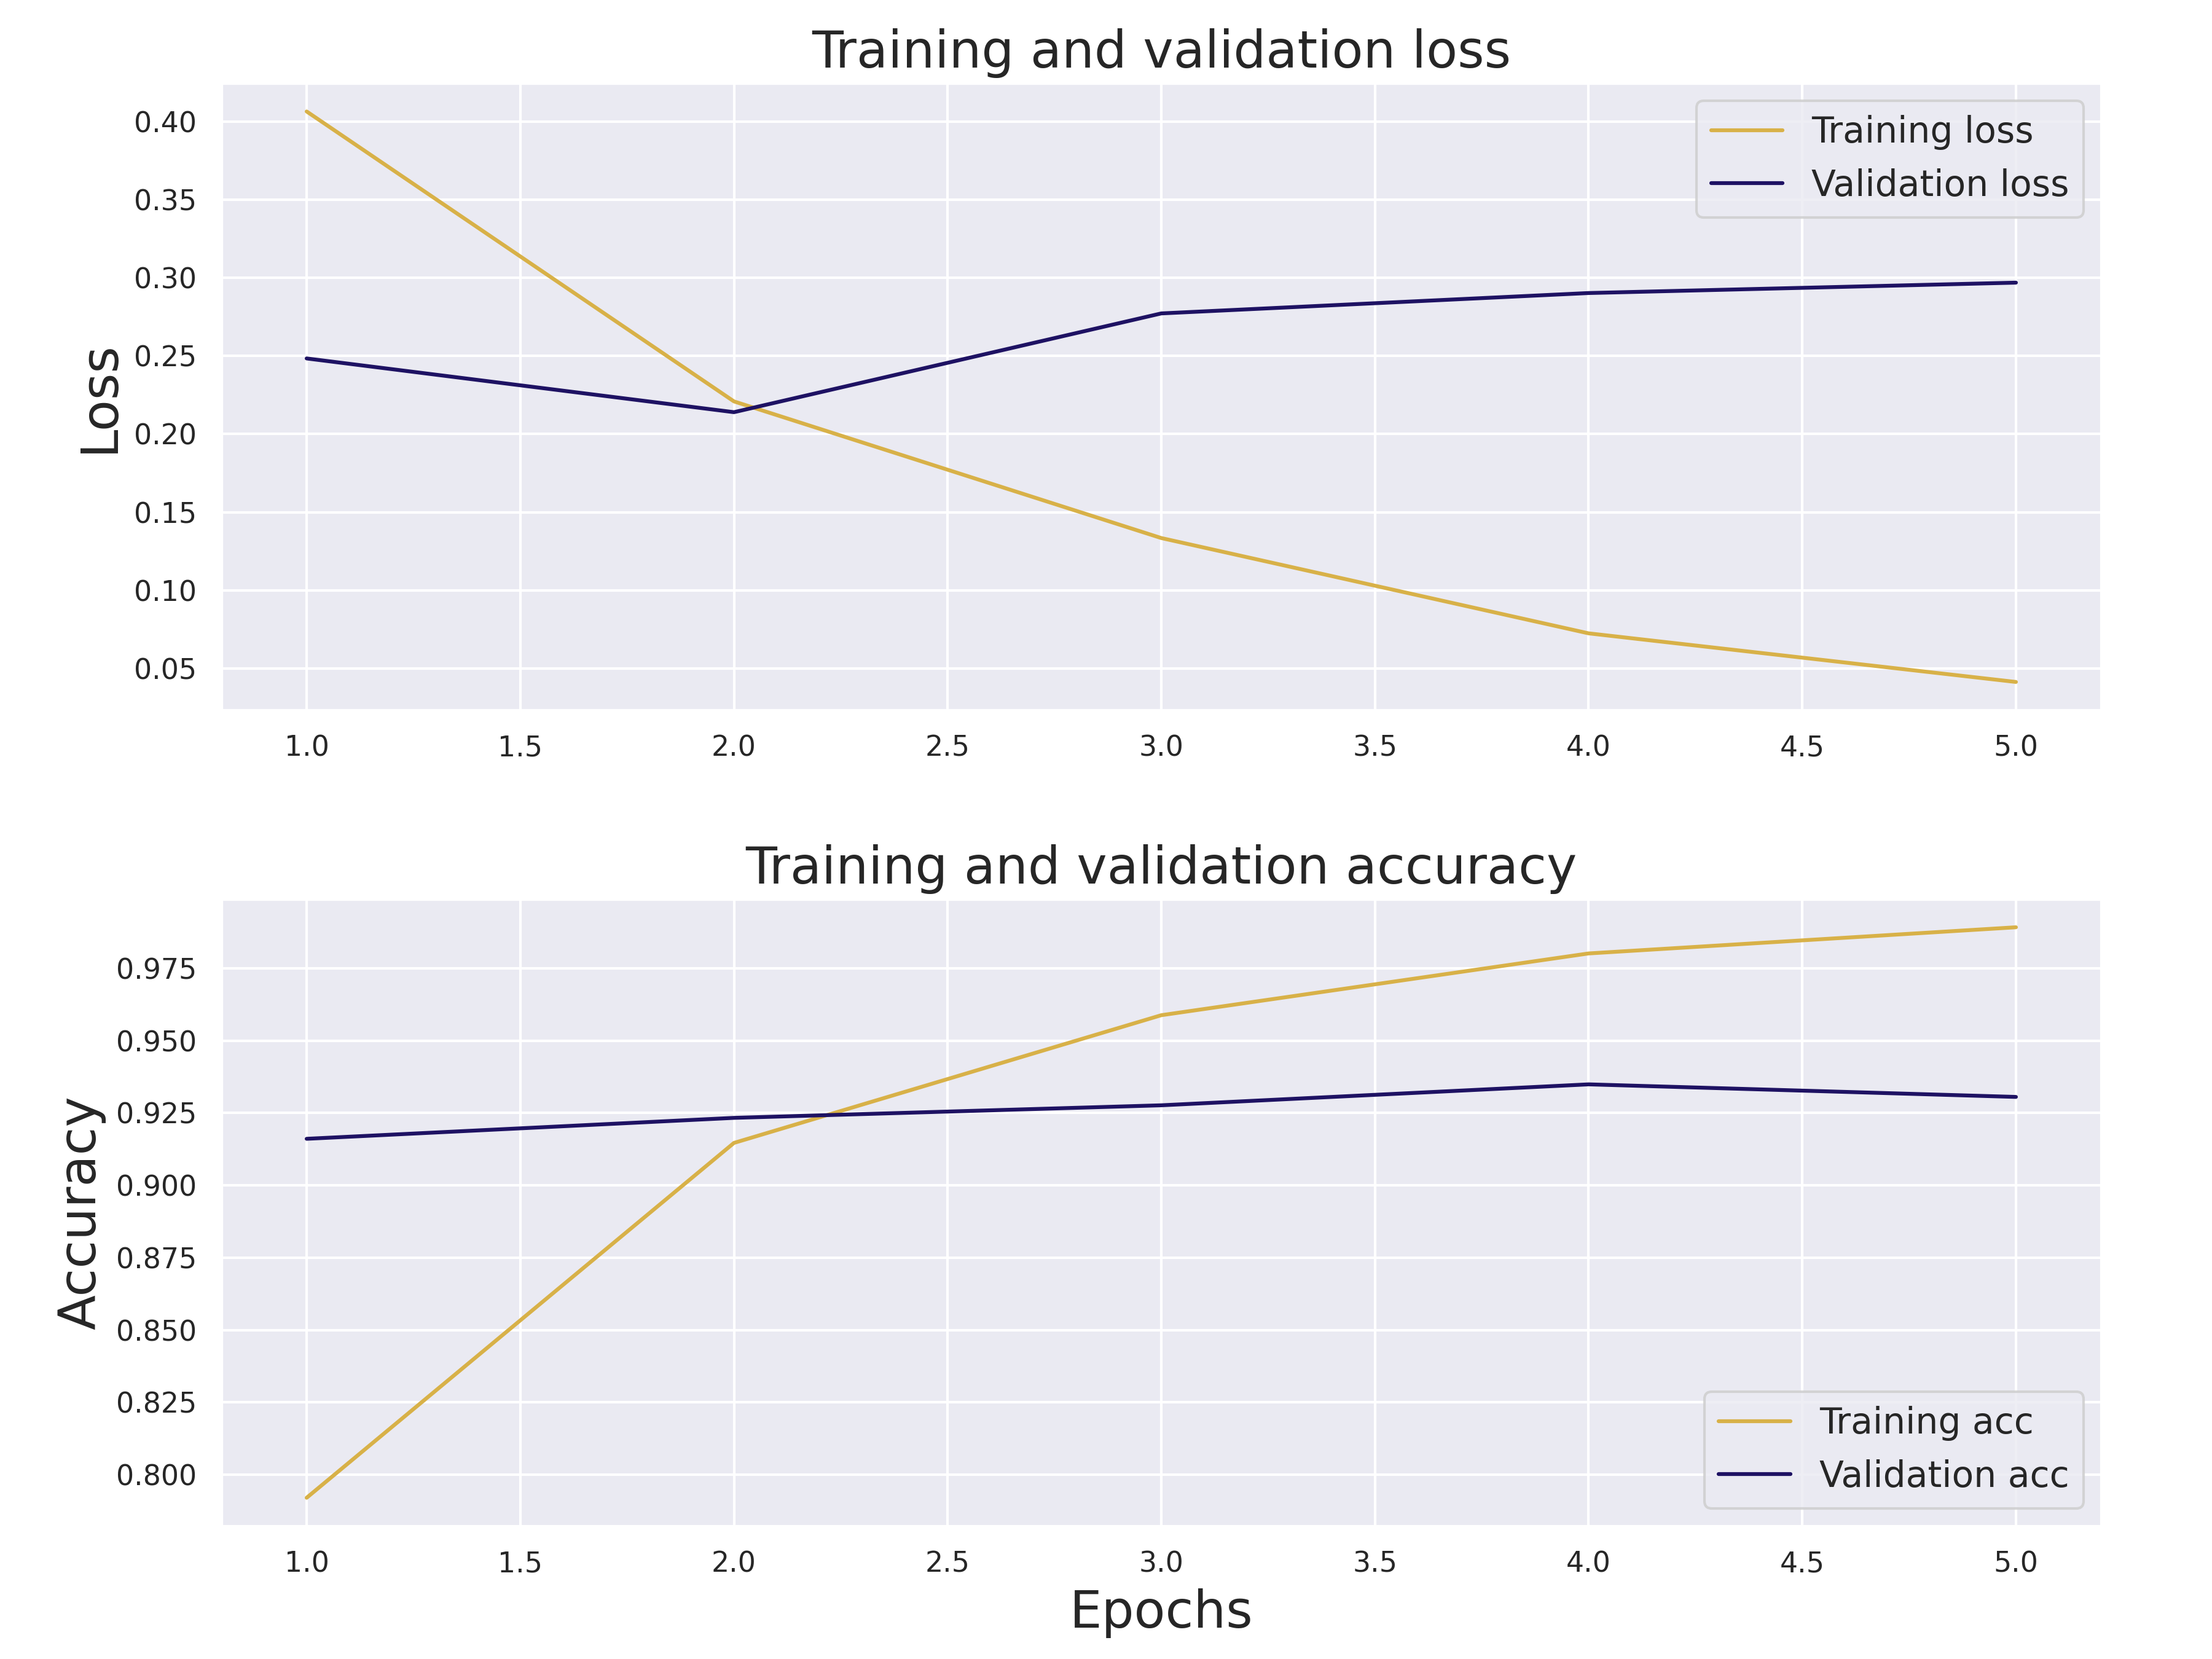 Training and validation loss
Loss
0.40
0.35
0.30
0.25
0.20
0.15
0.10
0.05
Training loss
Validation loss
1.0 1.5 2.0 2.5 3.0 3.5 4.0 4.5 5.0
Training and validation accuracy
Accuracy
0.975
0.950
0.925
0.900
0.875
0.850
0.825
0.800
Training acc
Validation acc
1.0 1.5 2.0 2.5 3.0 3.5 4.0 4.5 5.0
Epochs